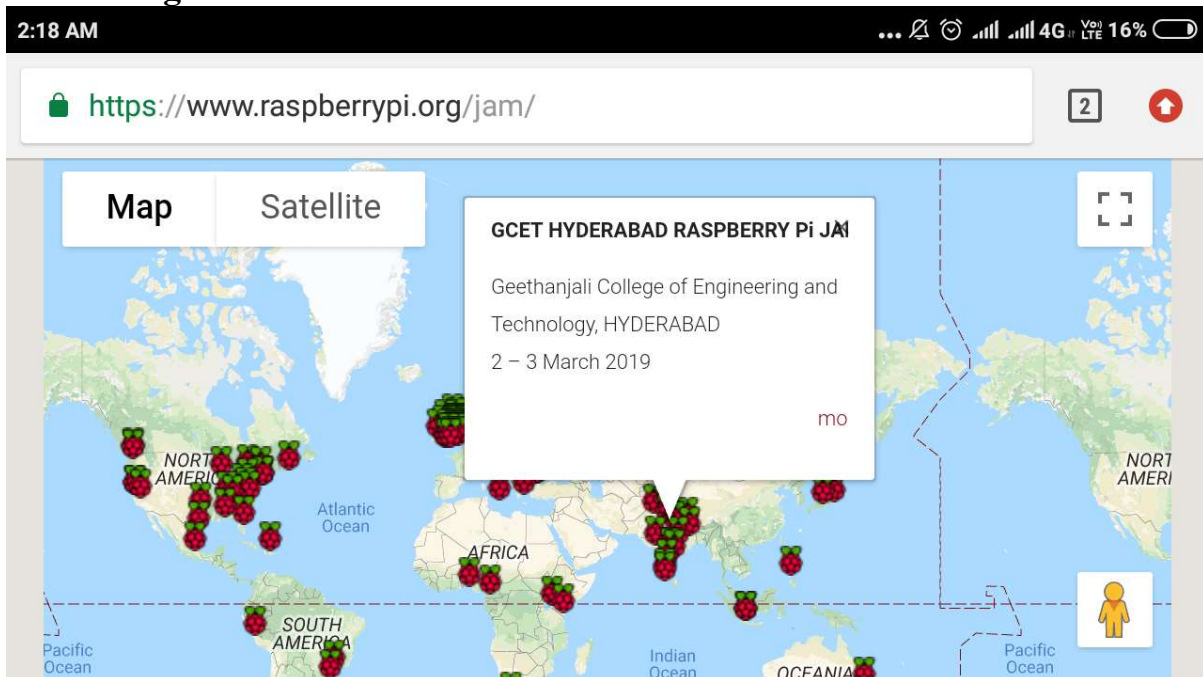 2:18 AM
4G VoLTE 16%
https://www.raspberrypi.org/jam/
2
Map Satellite
GCET HYDERABAD RASPBERRY Pi
Geethanjali College of Engineering and
Technology, HYDERABAD
2 – 3 March 2019
mo
NORT
AMERIC
Atlantic
Ocean
AFRICA
NORT
AMERI
SOUTH
AMERICA
Pacific
Ocean
Indian
Ocean
OCEANIA
Pacific
Ocean